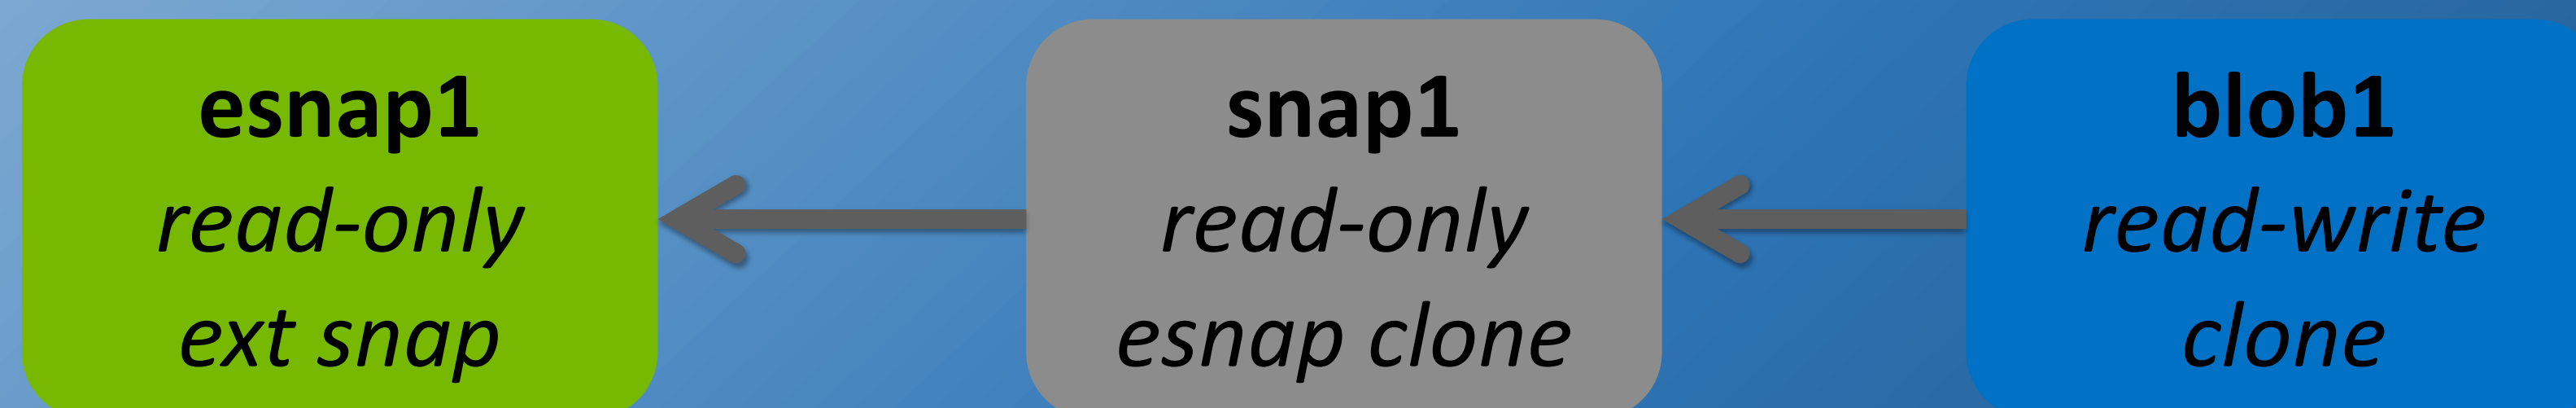 esnap1
read-only
ext snap
snap1
read-only
esnap clone
blob1
read-write
clone